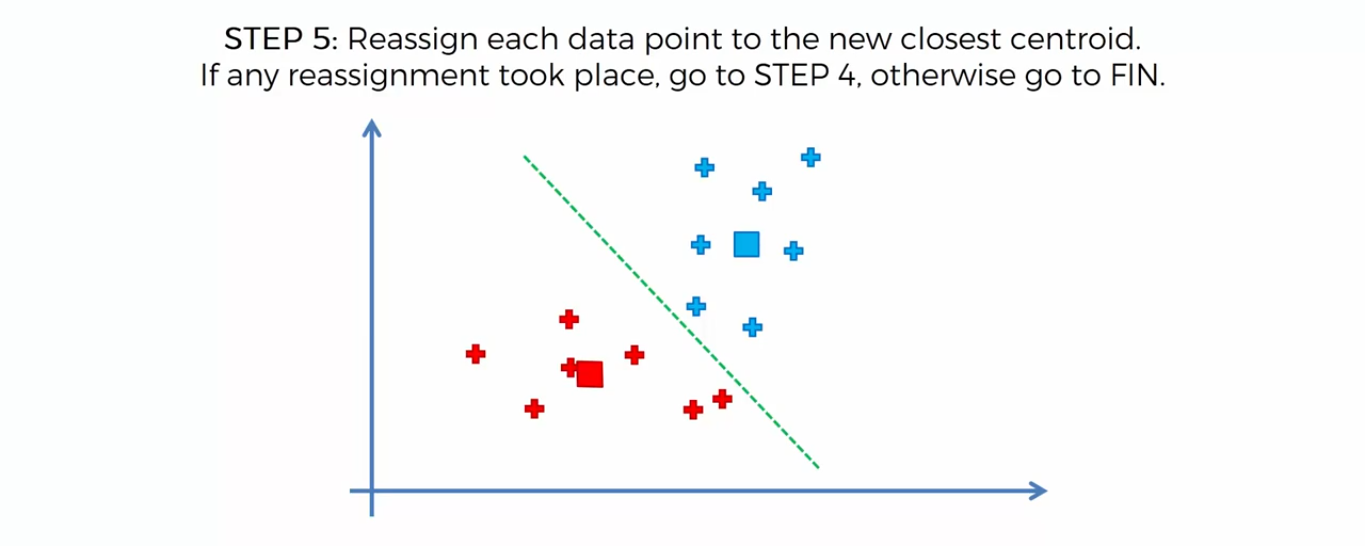 STEP 5: Reassign each data point to the new closest centroid.
If any reassignment took place, go to STEP 4, otherwise go to FIN.